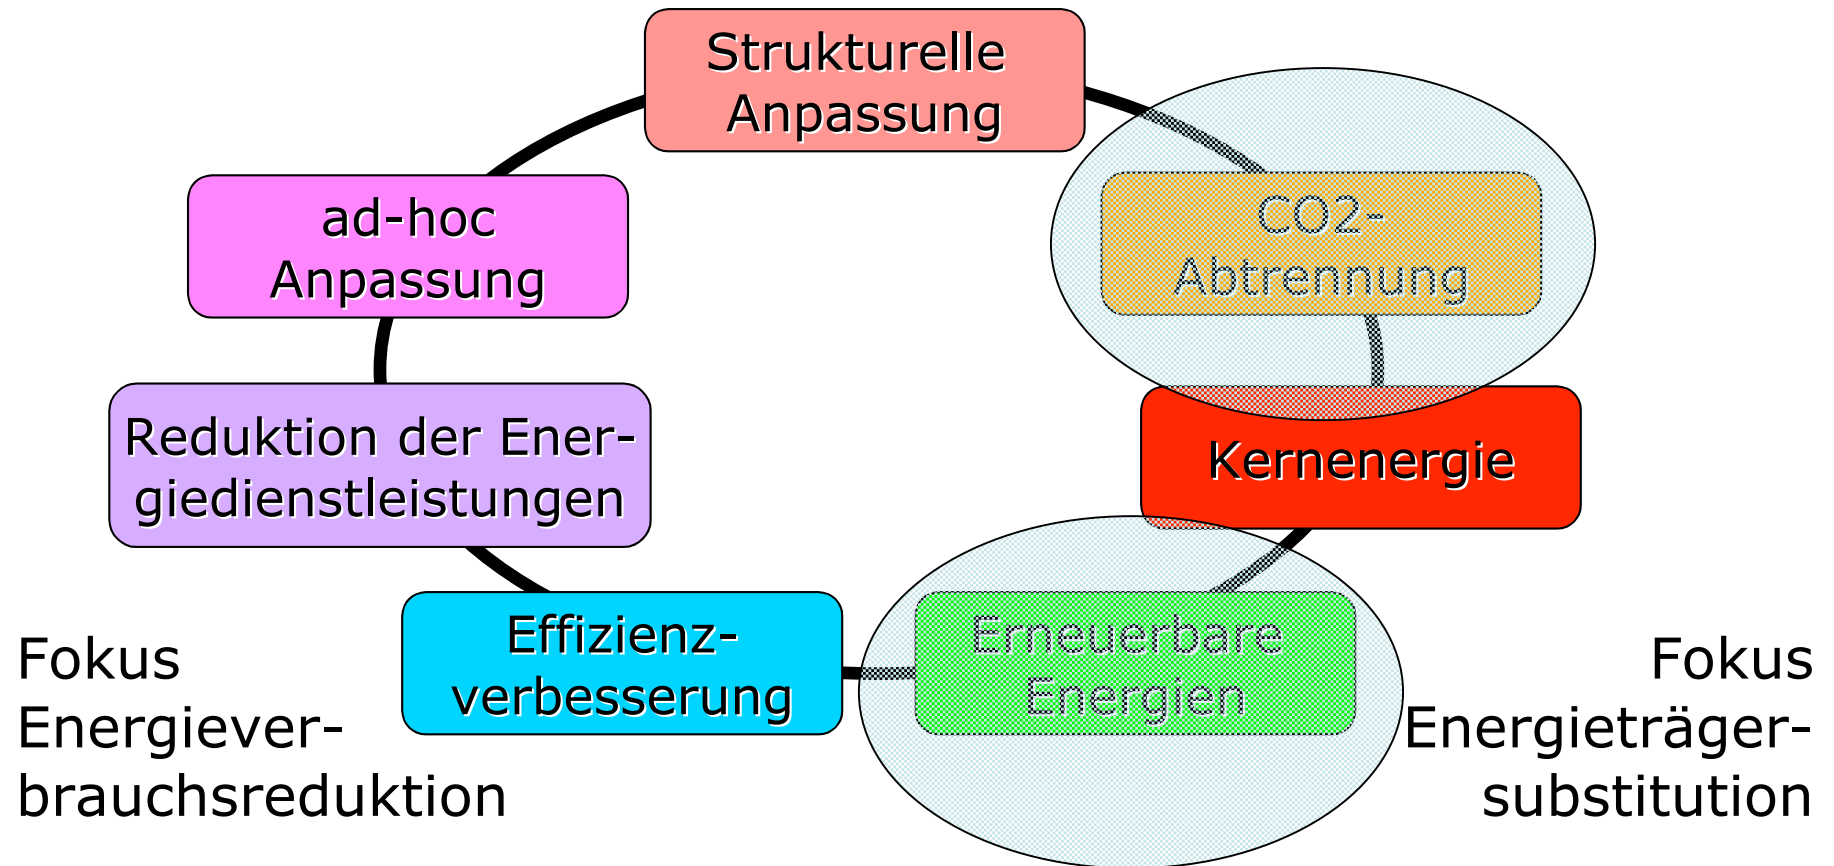 Strukturelle
Anpassung
ad-hoc
Anpassung
CO2-
Abtrennung
Reduktion der Ener-
giedienstleistungen
Kernenergie
Effizienz-
verbesserung
Erneuerbare
Energien
Fokus
Energiever-
brauchsreduktion
Fokus
Energieträger-
substitution